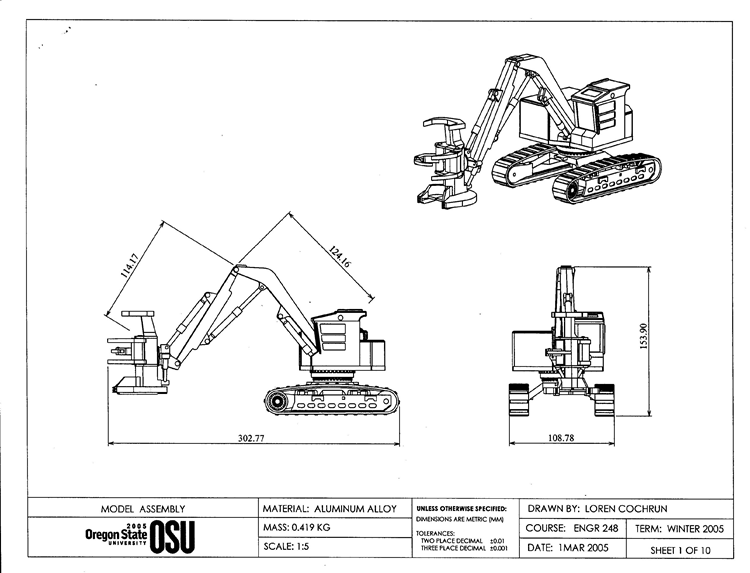 114.17
124.16
153.90
302.77
108.78
MODEL ASSEMBLY
2005
Oregon State
UNIVERSITY
OSU
MATERIAL: ALUMINUM ALLOY
MASS: 0.419 KG
SCALE: 1:5
UNLESS OTHERWISE SPECIFIED:
DIMENSIONS ARE METRIC (MM)
TOLERANCES:
TWO PLACE DECIMAL ±0.01
THREE PLACE DECIMAL ±0.001
DRAWN BY: LOREN COCHRUN
COURSE: ENGR 248
TERM: WINTER 2005
DATE: 1MAR 2005
SHEET 1 OF 10